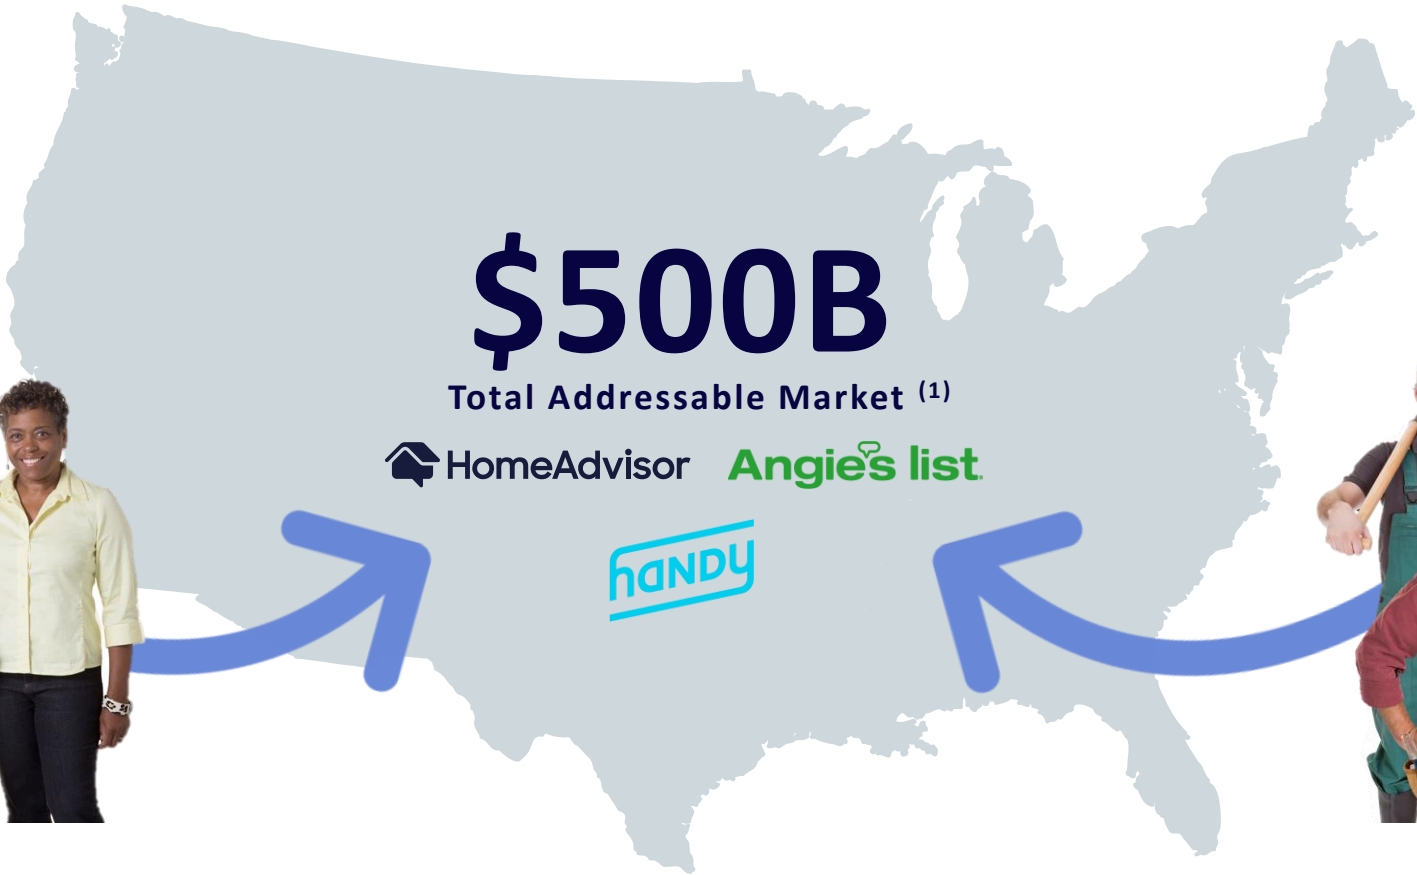 $500B
Total Addressable Market (1)
HomeAdvisor Angie's list
HANDY